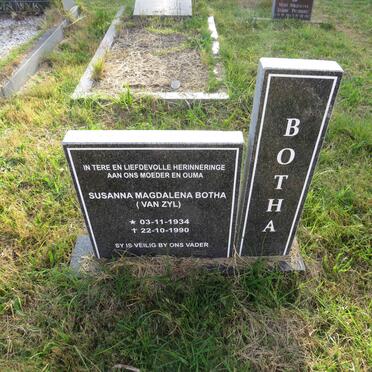 IN TERE EN LIEFDEVOLLE HERINNERINGE
AAN ONS MOEDER EN OUMA
SUSANNA MAGDALENA BOTHA
( VAN ZYL)
★ 03-11-1934
† 22-10-1990
SY IS VEILIG BY ONS VADER
BOTHA